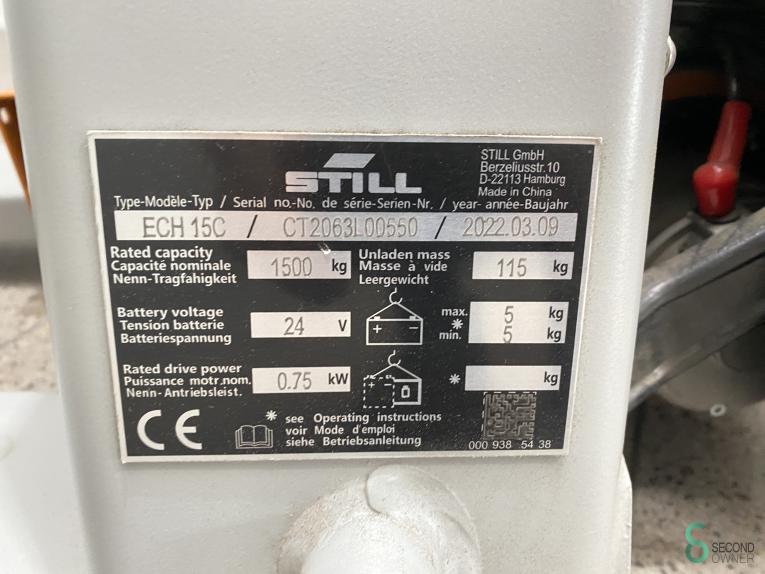 STILL
STILL GmbH
Berzeliusstr.10
D-22113 Hamburg
Made in China
Type-Modèle-Typ / Serial no.-No. de série-Serien-Nr. / year- année-Baujahr
ECH 15C / CT2063L00550 / 2022.03.09
Rated capacity
Capacité nominale
Nenn-Tragfähigkeit
1500 kg
Unladen mass
Masse à vide
Leergewicht
115 kg
Battery voltage
Tension batterie
Batteriespannung
24 V
+ −
max. 5 kg
*
min. 5 kg
Rated drive power
Puissance motr.nom.
Nenn-Antriebsleist.
0.75 kW
+ −
* kg
CE
* see Operating instructions
voir Mode d'emploi
siehe Betriebsanleitung
000 938 54 38
SECOND
OWNER